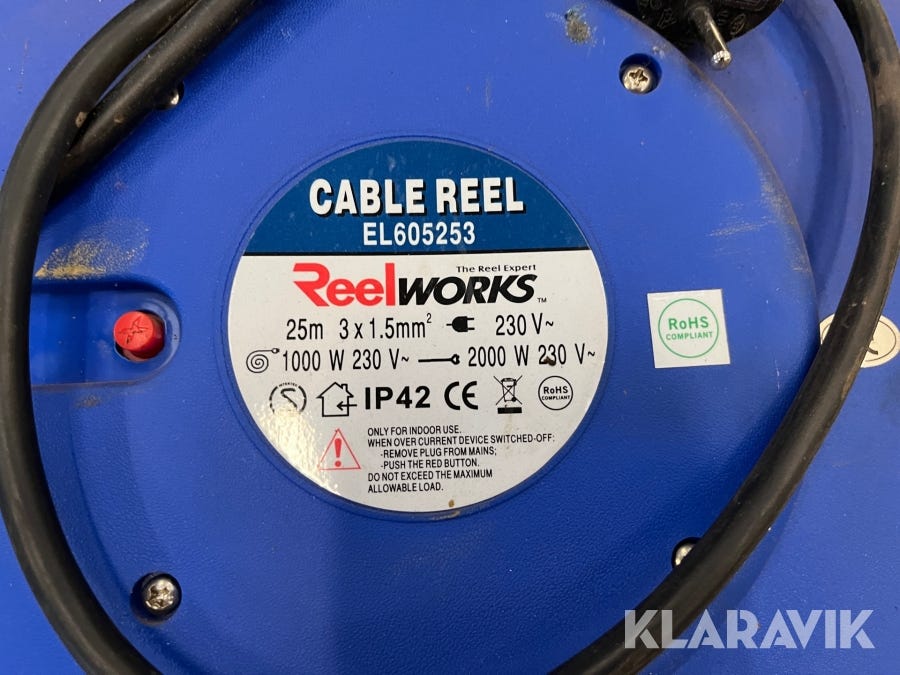 CABLE REEL
EL605253
The Reel Expert
ReelWORKS™
25m 3 x 1.5mm² 230 V~
1000 W 230 V~ 2000 W 230 V~
IP42 CE RoHS COMPLIANT
ONLY FOR INDOOR USE.
WHEN OVER CURRENT DEVICE SWITCHED-OFF:
-REMOVE PLUG FROM MAINS;
-PUSH THE RED BUTTON.
DO NOT EXCEED THE MAXIMUM
ALLOWABLE LOAD.
RoHS
COMPLIANT
KLARAVIK